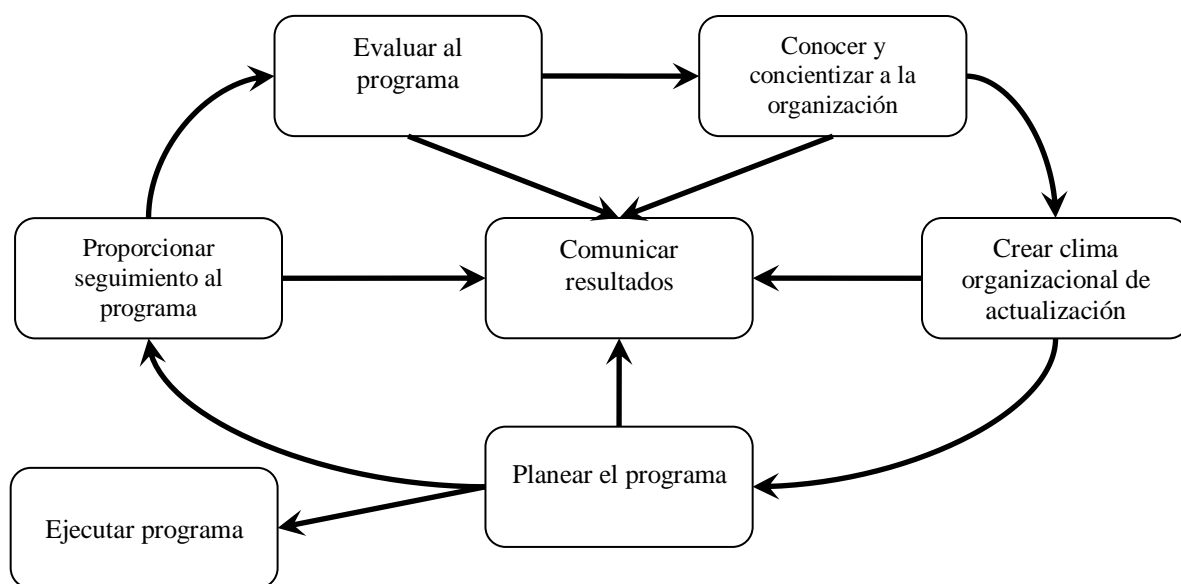 Evaluar al
programa
Conocer y
concientizar a la
organización
Proporcionar
seguimiento al
programa
Comunicar
resultados
Crear clima
organizacional de
actualización
Planear el programa
Ejecutar programa